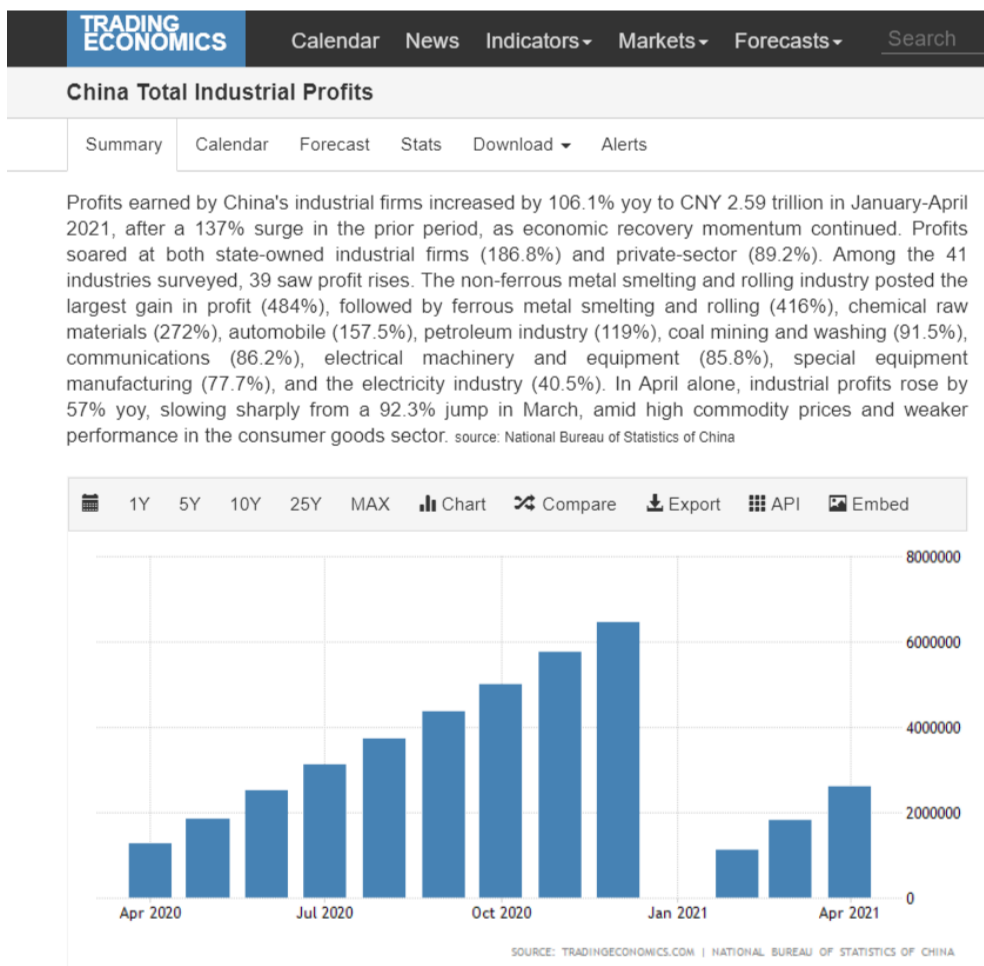 TRADING
ECONOMICS
Calendar News Indicators Markets Forecasts Search
China Total Industrial Profits
Summary Calendar Forecast Stats Download Alerts
Profits earned by China's industrial firms increased by 106.1% yoy to CNY 2.59 trillion in January-April
2021, after a 137% surge in the prior period, as economic recovery momentum continued. Profits
soared at both state-owned industrial firms (186.8%) and private-sector (89.2%). Among the 41
industries surveyed, 39 saw profit rises. The non-ferrous metal smelting and rolling industry posted the
largest gain in profit (484%), followed by ferrous metal smelting and rolling (416%), chemical raw
materials (272%), automobile (157.5%), petroleum industry (119%), coal mining and washing (91.5%),
communications (86.2%), electrical machinery and equipment (85.8%), special equipment
manufacturing (77.7%), and the electricity industry (40.5%). In April alone, industrial profits rose by
57% yoy, slowing sharply from a 92.3% jump in March, amid high commodity prices and weaker
performance in the consumer goods sector. source: National Bureau of Statistics of China
1Y 5Y 10Y 25Y MAX Chart Compare Export API Embed
8000000
6000000
4000000
2000000
0
Apr 2020 Jul 2020 Oct 2020 Jan 2021 Apr 2021
SOURCE: TRADINGECONOMICS.COM | NATIONAL BUREAU OF STATISTICS OF CHINA